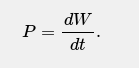 P = dW/dt.